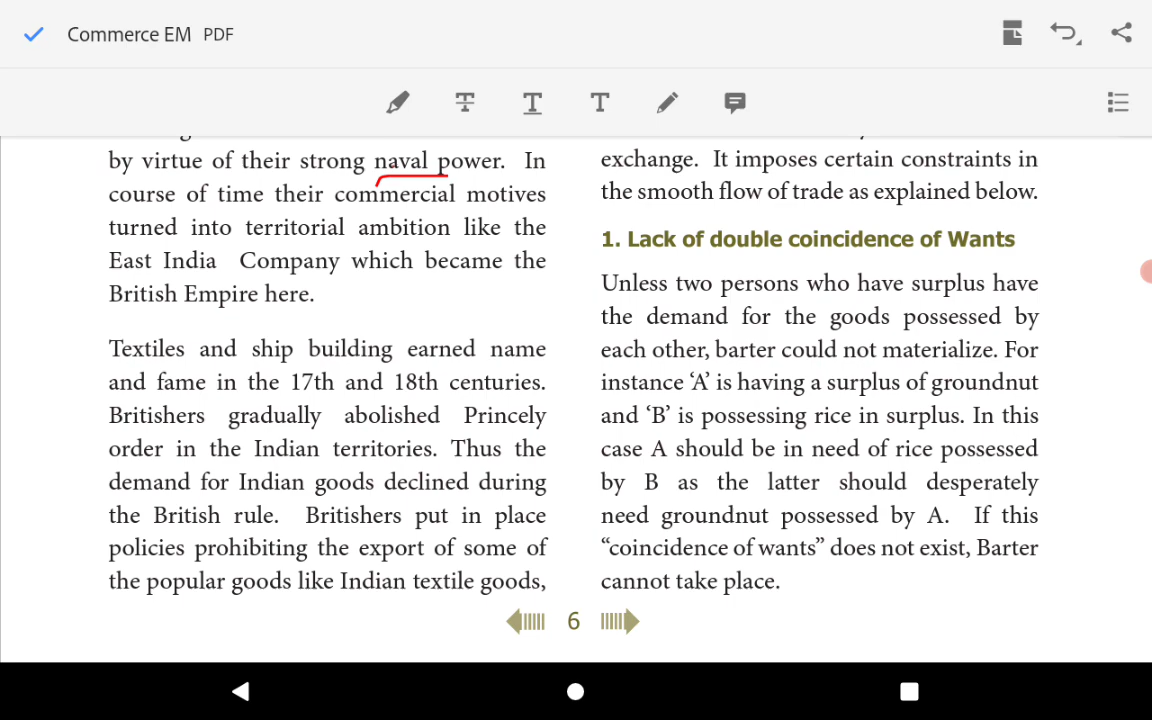 Commerce EM PDF
by virtue of their strong naval power. In
course of time their commercial motives
turned into territorial ambition like the
East India Company which became the
British Empire here.
Textiles and ship building earned name
and fame in the 17th and 18th centuries.
Britishers gradually abolished Princely
order in the Indian territories. Thus the
demand for Indian goods declined during
the British rule. Britishers put in place
policies prohibiting the export of some of
the popular goods like Indian textile goods,
exchange. It imposes certain constraints in
the smooth flow of trade as explained below.
1. Lack of double coincidence of Wants
Unless two persons who have surplus have
the demand for the goods possessed by
each other, barter could not materialize. For
instance ‘A’ is having a surplus of groundnut
and ‘B’ is possessing rice in surplus. In this
case A should be in need of rice possessed
by B as the latter should desperately
need groundnut possessed by A. If this
“coincidence of wants” does not exist, Barter
cannot take place.
6